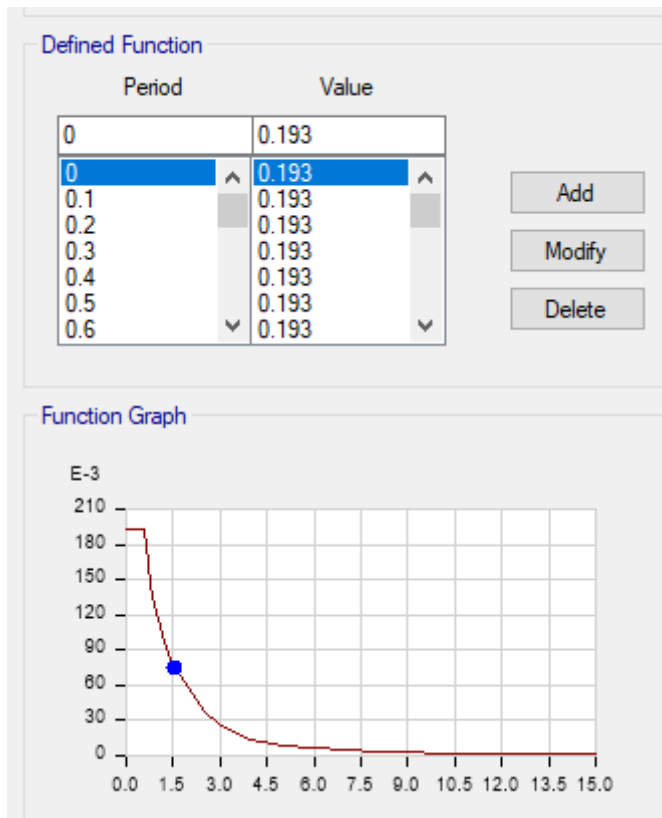 Defined Function
Period Value
0 0.193
0 0.193
0.1 0.193
0.2 0.193
0.3 0.193
0.4 0.193
0.5 0.193
0.6 0.193
Add
Modify
Delete
Function Graph
E-3
210
180
150
120
90
60
30
0
0.0 1.5 3.0 4.5 6.0 7.5 9.0 10.5 12.0 13.5 15.0